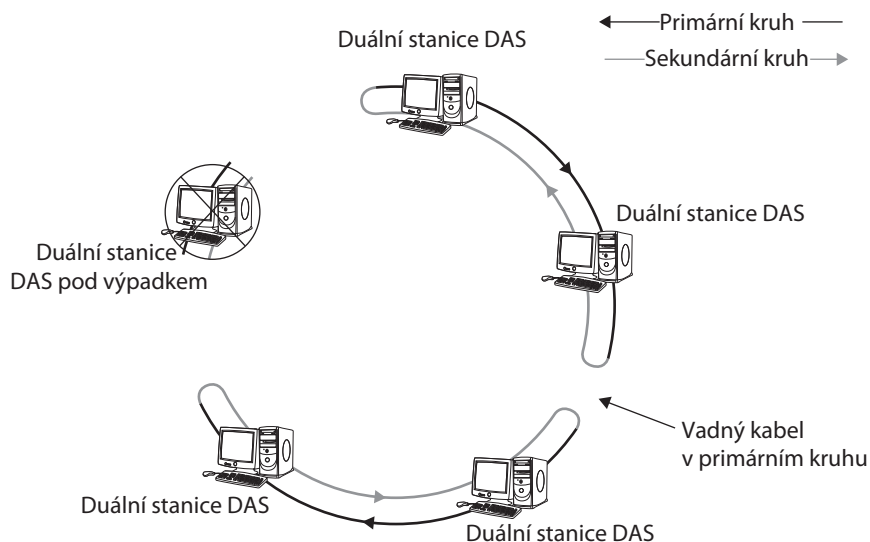 Duální stanice DAS
Primární kruh
Sekundární kruh
Duální stanice DAS
Duální stanice
DAS pod výpadkem
Vadný kabel
v primárním kruhu
Duální stanice DAS
Duální stanice DAS